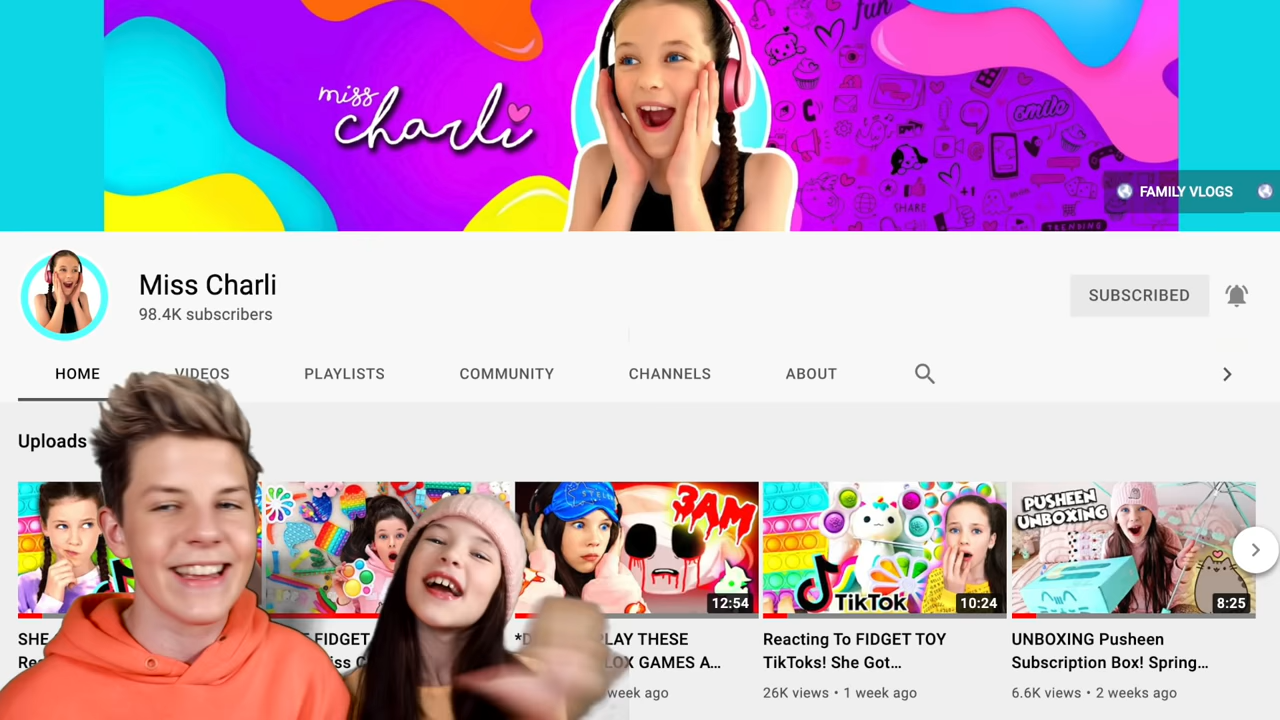 fun
miss
charli
smile
SHARE
+1
TRENDING
FAMILY VLOGS
Miss Charli
98.4K subscribers
SUBSCRIBED
HOME VIDEOS PLAYLISTS COMMUNITY CHANNELS ABOUT
Uploads
3AM
12:54
TikTok
10:24
PUSHEEN
UNBOXING
8:25
SHE
FIDGET
PLAY THESE
GAMES A...
Reacting To FIDGET TOY
TikToks! She Got...
UNBOXING Pusheen
Subscription Box! Spring...
week ago
26K views • 1 week ago
6.6K views • 2 weeks ago